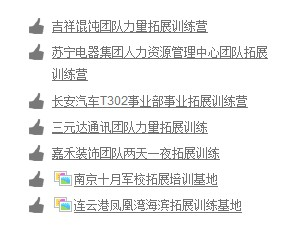 吉祥馄饨团队力量拓展训练营
苏宁电器集团人力资源管理中心团队拓展
训练营
长安汽车T302事业部事业拓展训练营
三元达通讯团队力量拓展训练
嘉禾装饰团队两天一夜拓展训练
南京十月军校拓展培训基地
连云港凤凰湾海滨拓展训练基地